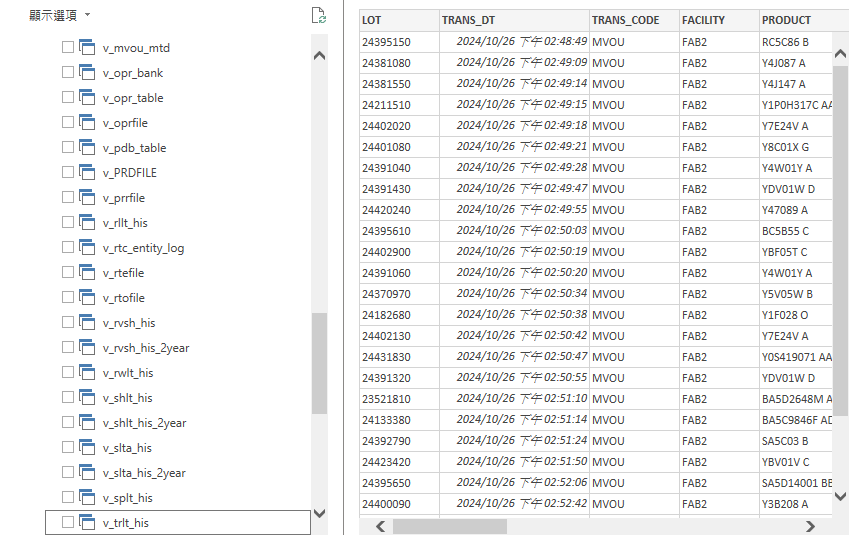 顯示選項
v_mvou_mtd
v_opr_bank
v_opr_table
v_oprfile
v_pdb_table
v_PRDFILE
v_prrfile
v_rllt_his
v_rtc_entity_log
v_rtefile
v_rtofile
v_rvsh_his
v_rvsh_his_2year
v_rwlt_his
v_shlt_his
v_shlt_his_2year
v_slta_his
v_slta_his_2year
v_splt_his
v_trlt_his
LOT TRANS_DT TRANS_CODE FACILITY PRODUCT
24395150 2024/10/26 下午 02:48:49 MVOU FAB2 RC5C86 B
24381080 2024/10/26 下午 02:49:09 MVOU FAB2 Y4J087 A
24381550 2024/10/26 下午 02:49:14 MVOU FAB2 Y4J147 A
24211510 2024/10/26 下午 02:49:15 MVOU FAB2 Y1P0H317C AA
24402020 2024/10/26 下午 02:49:18 MVOU FAB2 Y7E24V A
24401080 2024/10/26 下午 02:49:21 MVOU FAB2 Y8C01X G
24391040 2024/10/26 下午 02:49:28 MVOU FAB2 Y4W01Y A
24391430 2024/10/26 下午 02:49:47 MVOU FAB2 YDV01W D
24420240 2024/10/26 下午 02:49:55 MVOU FAB2 Y47089 A
24395610 2024/10/26 下午 02:50:03 MVOU FAB2 BC5B55 C
24402900 2024/10/26 下午 02:50:19 MVOU FAB2 YBF05T C
24391060 2024/10/26 下午 02:50:20 MVOU FAB2 Y4W01Y A
24370970 2024/10/26 下午 02:50:34 MVOU FAB2 Y5V05W B
24182680 2024/10/26 下午 02:50:38 MVOU FAB2 Y1F028 O
24402130 2024/10/26 下午 02:50:42 MVOU FAB2 Y7E24V A
24431830 2024/10/26 下午 02:50:47 MVOU FAB2 Y0S419071 AA
24391320 2024/10/26 下午 02:50:55 MVOU FAB2 YDV01W D
23521810 2024/10/26 下午 02:51:10 MVOU FAB2 BA5D2648M A
24133380 2024/10/26 下午 02:51:14 MVOU FAB2 BA5C9846F AD
24392790 2024/10/26 下午 02:51:24 MVOU FAB2 SA5C03 B
24423420 2024/10/26 下午 02:51:50 MVOU FAB2 YBV01V C
24395650 2024/10/26 下午 02:52:06 MVOU FAB2 SA5D14001 BE
24400090 2024/10/26 下午 02:52:42 MVOU FAB2 Y3B208 A